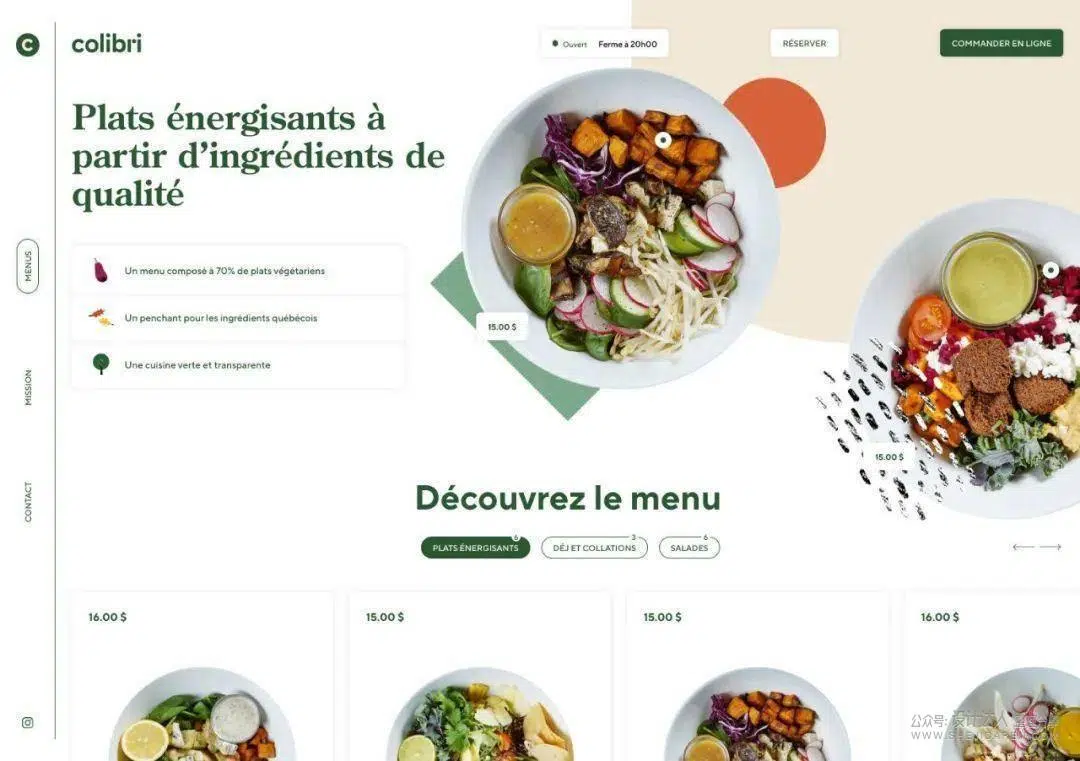 C
colibri
Ouvert Ferme à 20h00
RÉSERVER
COMMANDER EN LIGNE
Plats énergisants à
partir d’ingrédients de
qualité
MENUS
Un menu composé à 70% de plats végétariens
Un penchant pour les ingrédients québécois
Une cuisine verte et transparente
15.00 $
15.00 $
MISSION
CONTACT
Découvrez le menu
PLATS ÉNERGISANTS 6
DÉJ ET COLLATIONS 3
SALADES 6
16.00 $
15.00 $
15.00 $
16.00 $
公众号: